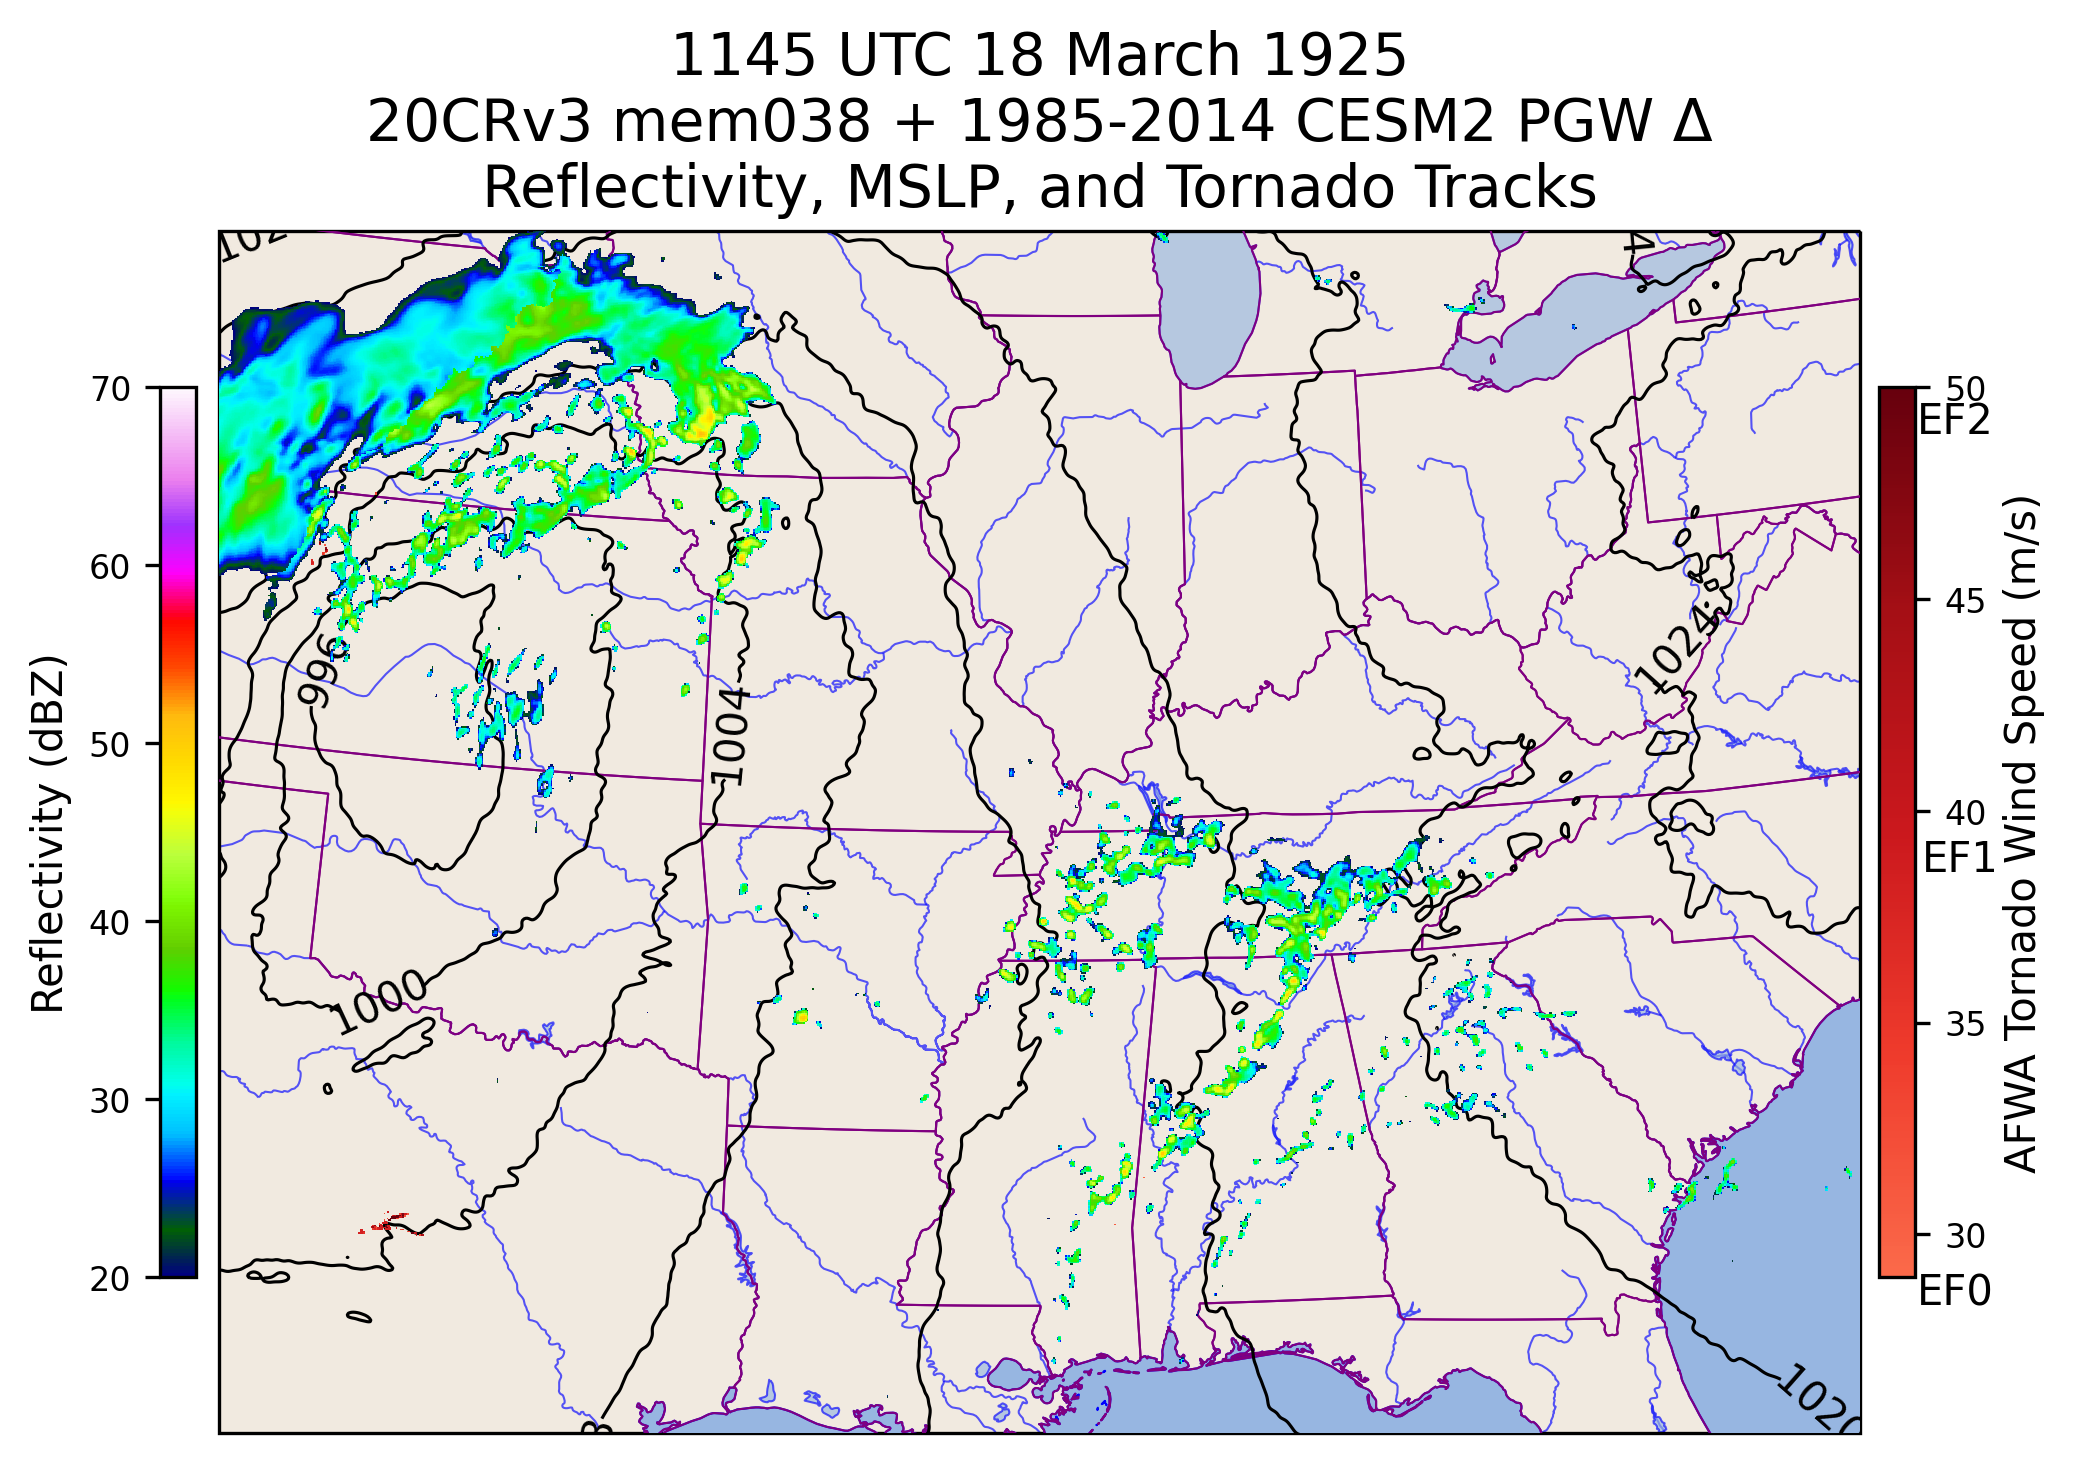 1145 UTC 18 March 1925
20CRv3 mem038 + 1985-2014 CESM2 PGW Δ
Reflectivity, MSLP, and Tornado Tracks
102
4
70
60
50
40
30
20
Reflectivity (dBZ)
996
1004
1000
1024
1020
8
50
EF2
45
40
EF1
35
30
EF0
AFWA Tornado Wind Speed (m/s)